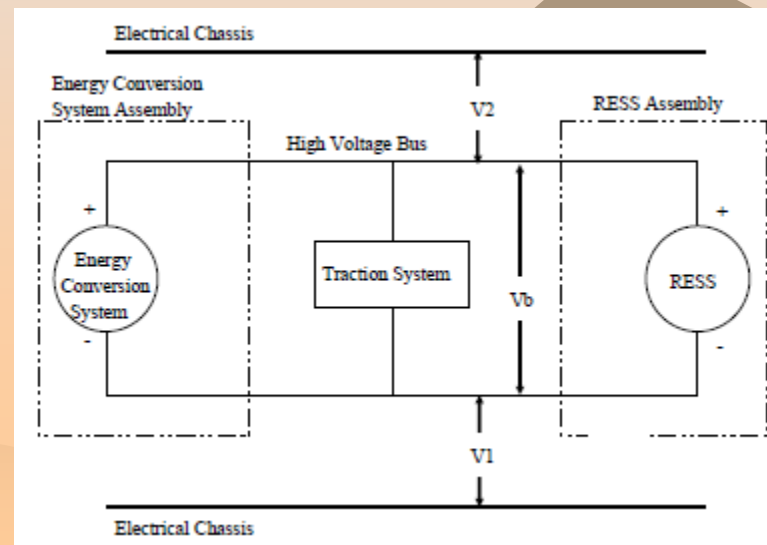 Electrical Chassis
Energy Conversion
System Assembly
V2
RESS Assembly
High Voltage Bus
+
+
Energy
Conversion
System
Traction System
Vb
RESS
-
-
V1
Electrical Chassis